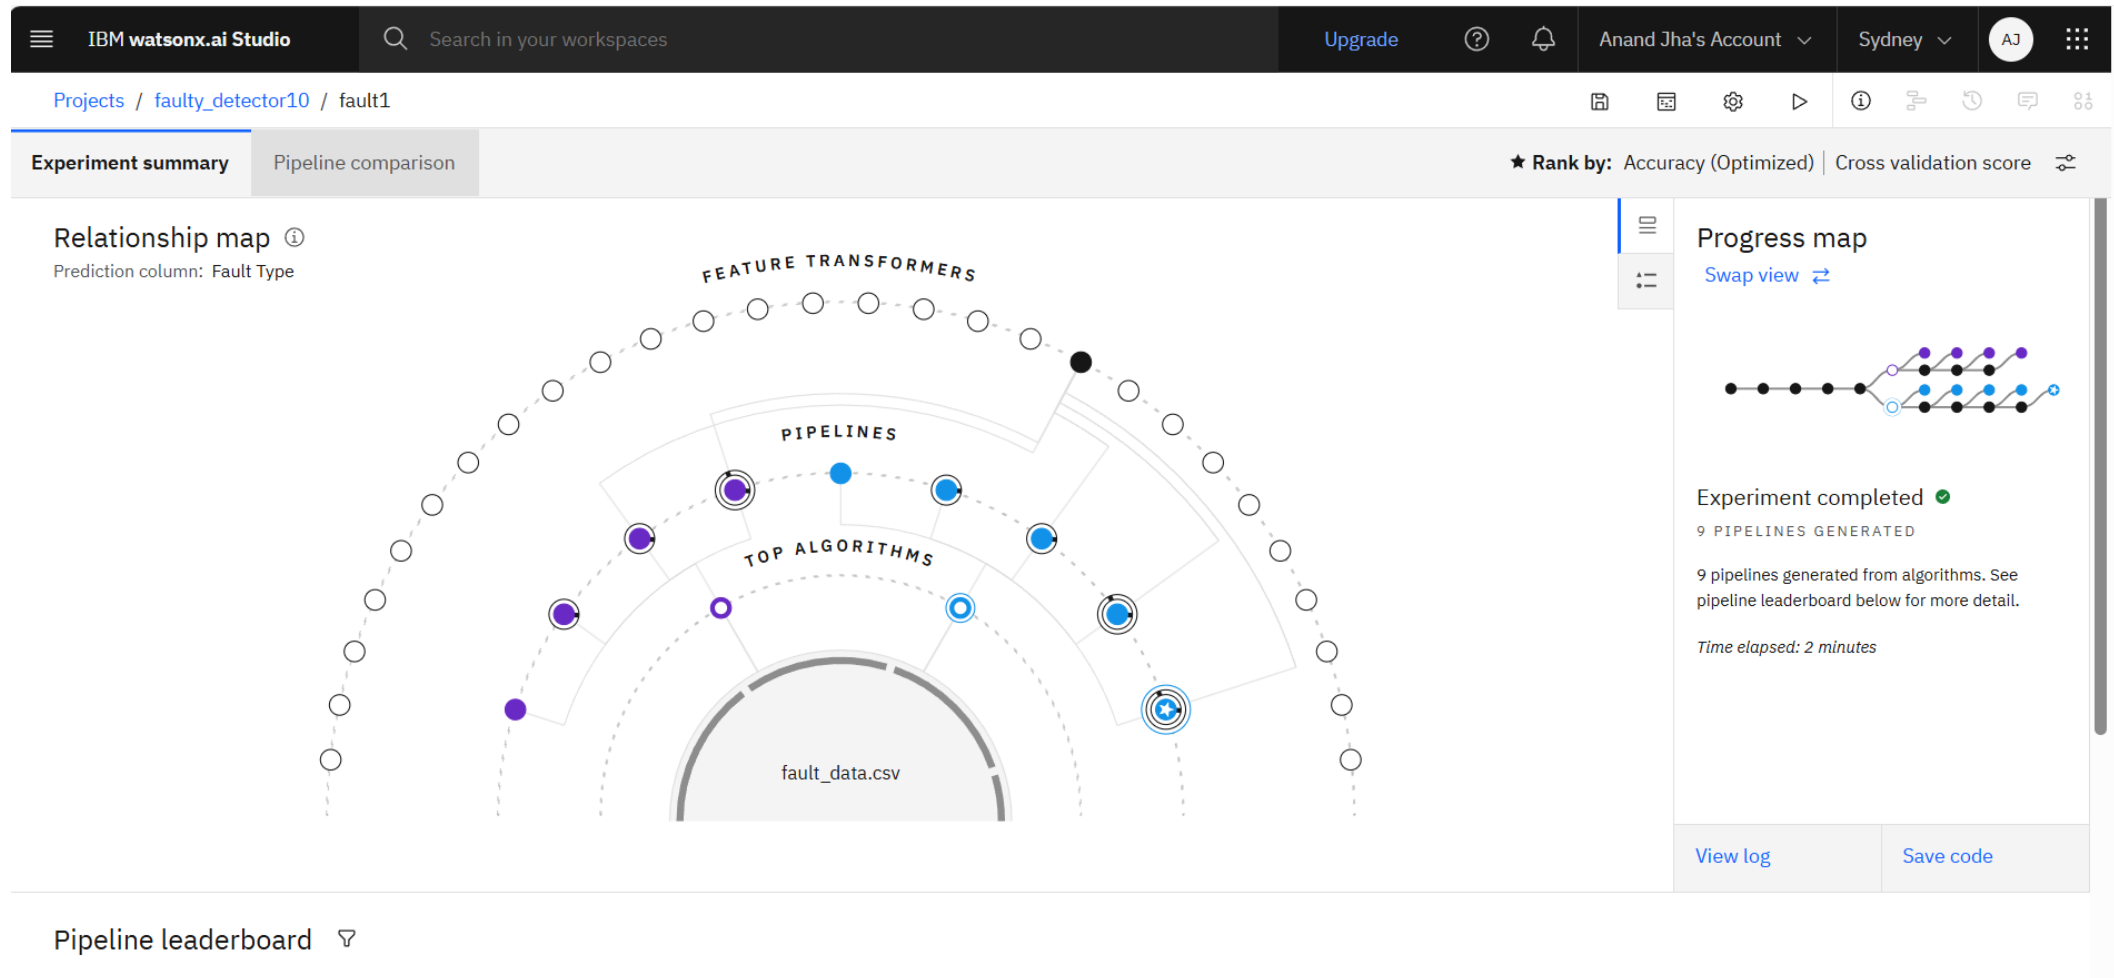 IBM watsonx.ai Studio
Search in your workspaces
Upgrade
Anand Jha's Account
Sydney
AJ
Projects / faulty_detector10 / fault1
Experiment summary
Pipeline comparison
★ Rank by: Accuracy (Optimized) | Cross validation score
Relationship map
Prediction column: Fault Type
FEATURE TRANSFORMERS
PIPELINES
TOP ALGORITHMS
fault_data.csv
Progress map
Swap view
Experiment completed
9 PIPELINES GENERATED
9 pipelines generated from algorithms. See
pipeline leaderboard below for more detail.
Time elapsed: 2 minutes
View log
Save code
Pipeline leaderboard